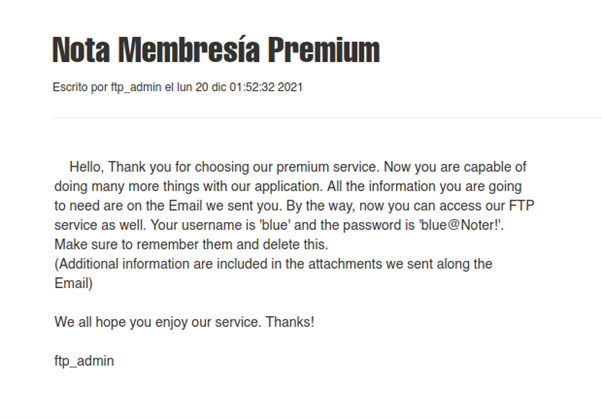 Nota Membresía Premium
Escrito por ftp_admin el lun 20 dic 01:52:32 2021
Hello, Thank you for choosing our premium service. Now you are capable of
doing many more things with our application. All the information you are going
to need are on the Email we sent you. By the way, now you can access our FTP
service as well. Your username is 'blue' and the password is 'blue@Noter!'.
Make sure to remember them and delete this.
(Additional information are included in the attachments we sent along the
Email)
We all hope you enjoy our service. Thanks!
ftp_admin